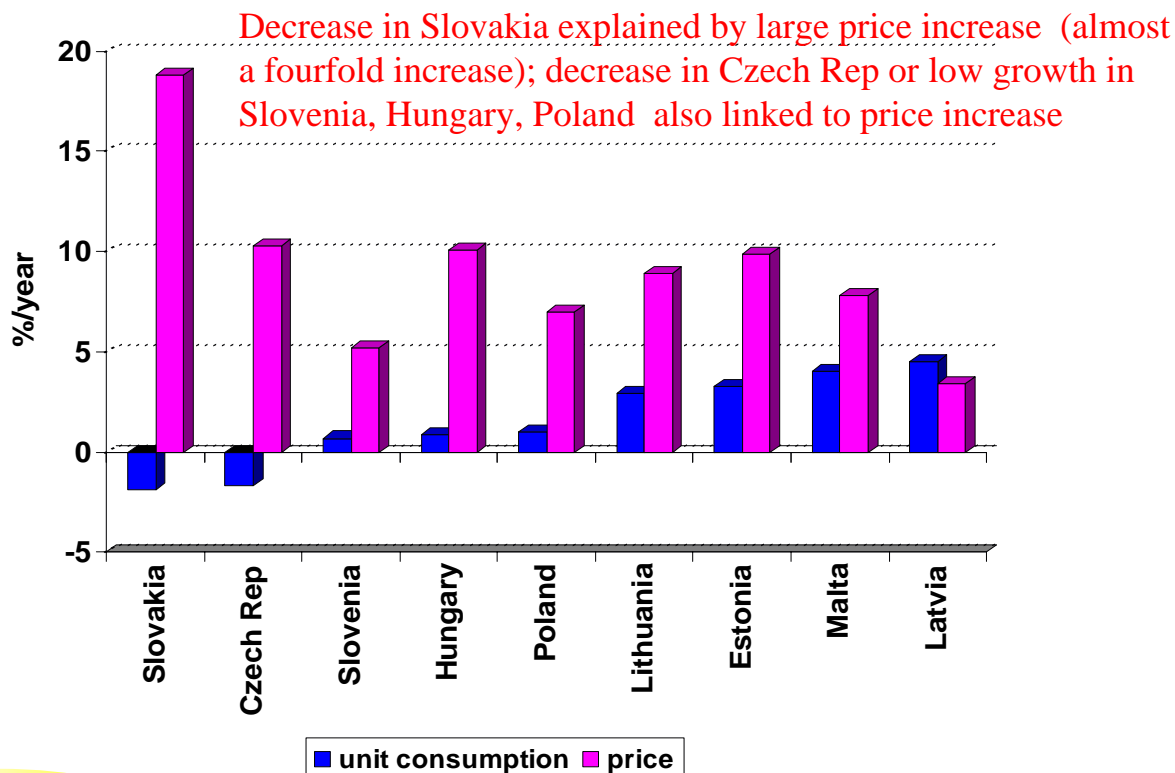 Decrease in Slovakia explained by large price increase (almost
a fourfold increase); decrease in Czech Rep or low growth in
Slovenia, Hungary, Poland also linked to price increase
20
15
10
5
0
-5
%/year
Slovakia
Czech Rep
Slovenia
Hungary
Poland
Lithuania
Estonia
Malta
Latvia
unit consumption price